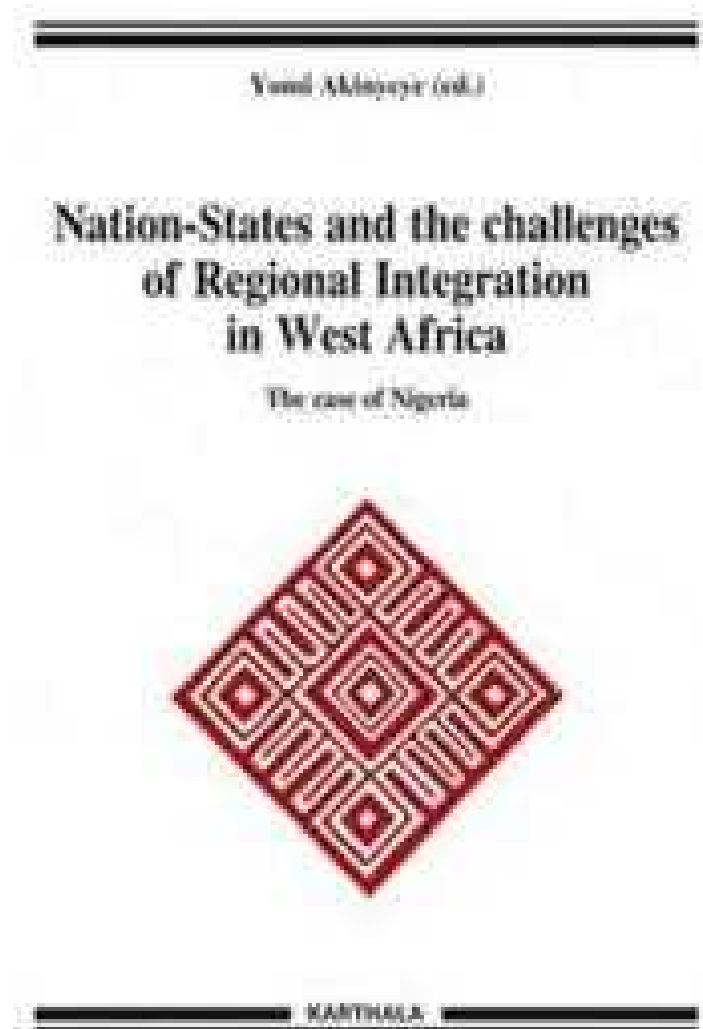 Yomi Akinyeye (ed.)
Nation-States and the challenges
of Regional Integration
in West Africa
The case of Nigeria
KARTHALA